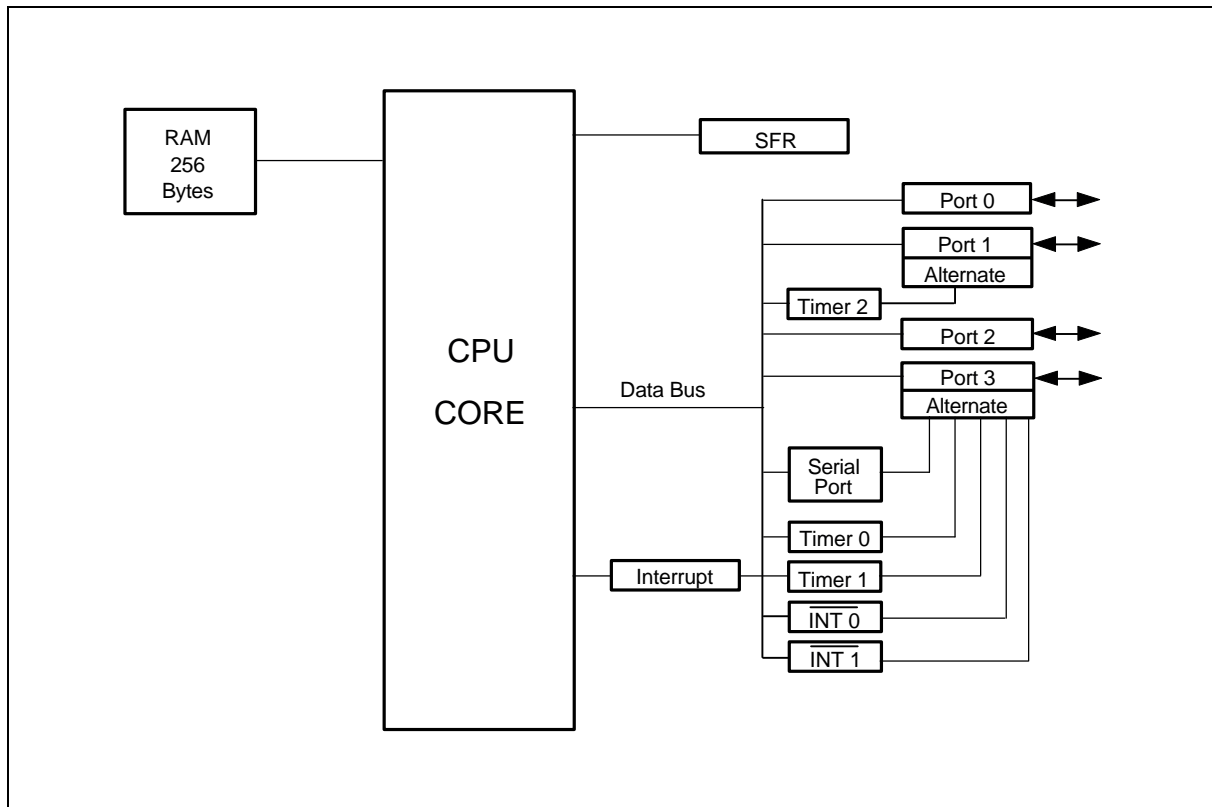 RAM
256
Bytes
CPU
CORE
SFR
Port 0
Port 1
Alternate
Timer 2
Port 2
Port 3
Alternate
Data Bus
Serial
Port
Timer 0
Interrupt
Timer 1
INT 0
INT 1